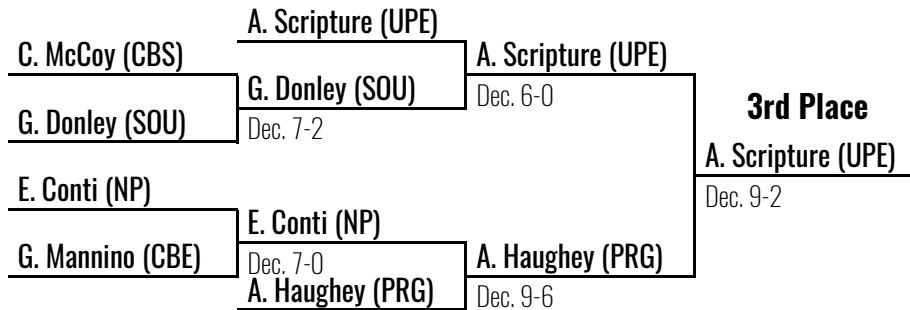 A. Scripture (UPE)
C. McCoy (CBS)
A. Scripture (UPE)
G. Donley (SOU)
Dec. 6-0
3rd Place
G. Donley (SOU)
Dec. 7-2
A. Scripture (UPE)
E. Conti (NP)
Dec. 9-2
E. Conti (NP)
G. Mannino (CBE)
Dec. 7-0
A. Haughey (PRG)
A. Haughey (PRG)
Dec. 9-6